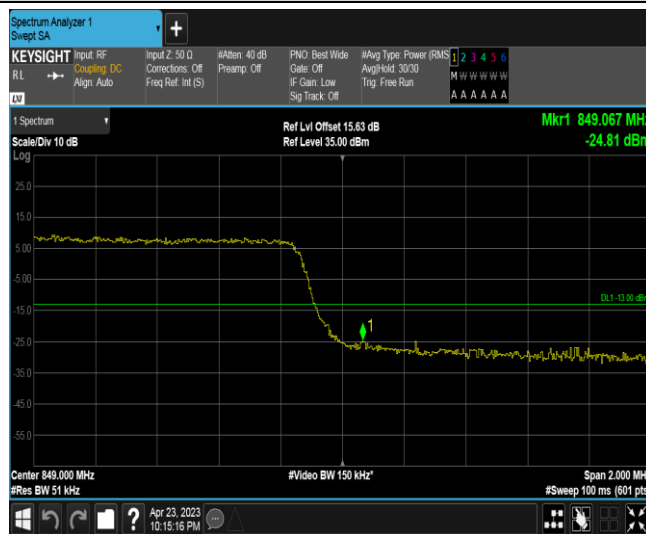 Spectrum Analyzer 1
Swept SA
+
KEYSIGHT
RL
LXI
Input: RF
Coupling: DC
Align: Auto
Input Z: 50 Ω
Corrections: Off
Freq Ref: Int (S)
#Atten: 40 dB
Preamp: Off
PNO: Best Wide
Gate: Off
IF Gain: Low
Sig Track: Off
#Avg Type: Power (RMS
Avg|Hold: 30/30
Trig: Free Run
1 2 3 4 5 6
M W W W W W
A A A A A A
1 Spectrum
Scale/Div 10 dB
Log
Ref Lvl Offset 15.63 dB
Ref Level 35.00 dBm
Mkr1 849.067 MHz
-24.81 dBm
25.0
15.0
5.00
-5.00
DL1 -13.00 dBm
-15.0
1
-25.0
-35.0
-45.0
-55.0
Center 849.000 MHz
#Res BW 51 kHz
#Video BW 150 kHz*
Span 2.000 MH
#Sweep 100 ms (601 pts
?
Apr 23, 2023
10:15:16 PM